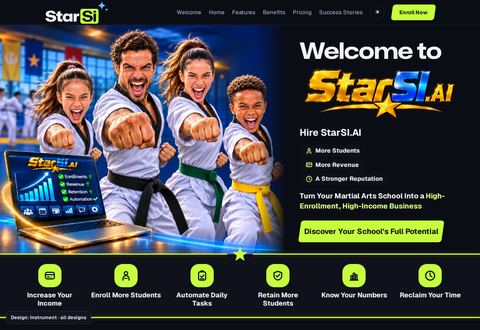 StarSi
Welcome
Home
Features
Benefits
Pricing
Success Stories
Enroll Now
Welcome to
StarSI.AI
Hire StarSI.AI
More Students
More Revenue
A Stronger Reputation
Turn Your Martial Arts School Into a High-
Enrollment, High-Income Business
Discover Your School's Full Potential
StarSI.AI
Enrollments
Revenue
Retention
Automation
Increase Your
Income
Enroll More Students
Automate Daily
Tasks
Retain More
Students
Know Your Numbers
Reclaim Your Time
Design: Instrument · all designs